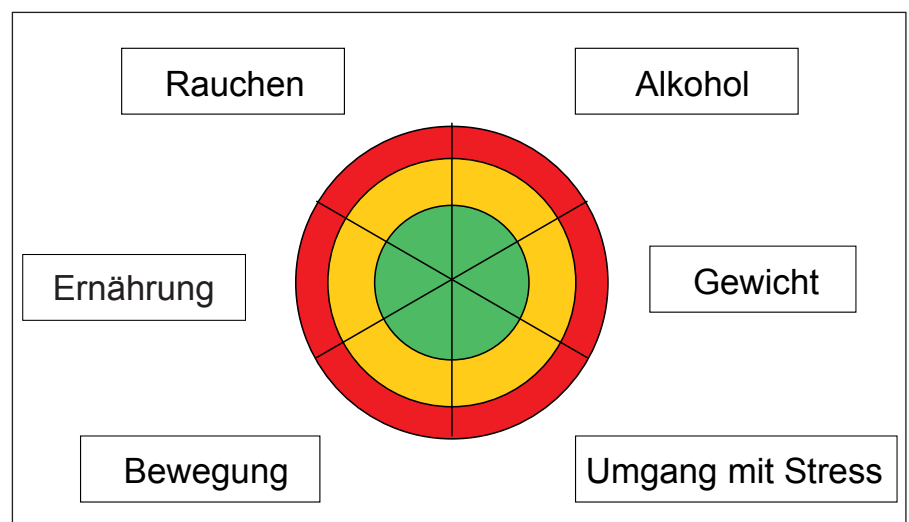 Rauchen
Alkohol
Ernährung
Gewicht
Bewegung
Umgang mit Stress